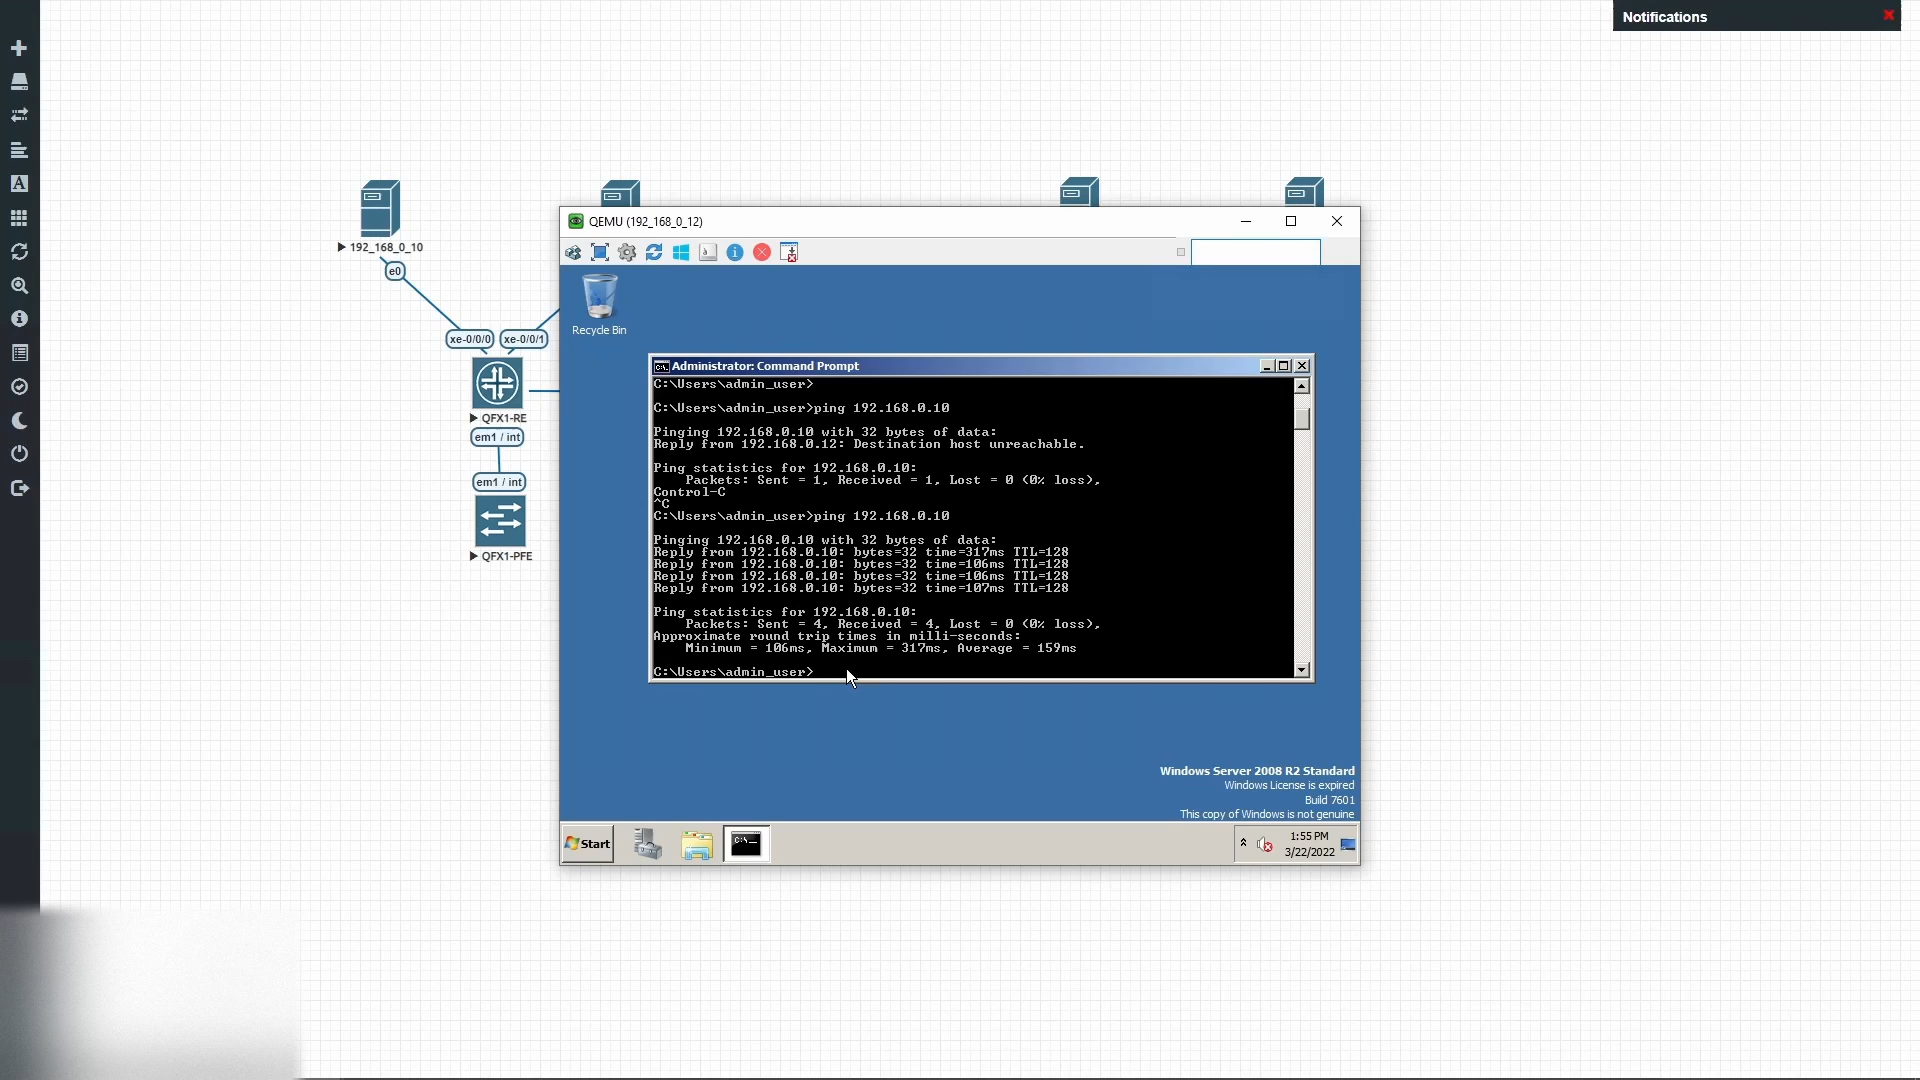 Notifications
192_168_0_10
e0
xe-0/0/0
xe-0/0/1
QFX1-RE
em1 / int
em1 / int
QFX1-PFE
QEMU (192_168_0_12)
Recycle Bin
Administrator: Command Prompt
C:\Users\admin_user>
C:\Users\admin_user>ping 192.168.0.10
Pinging 192.168.0.10 with 32 bytes of data:
Reply from 192.168.0.12: Destination host unreachable.
Ping statistics for 192.168.0.10:
Packets: Sent = 1, Received = 1, Lost = 0 (0% loss),
Control-C
^C
C:\Users\admin_user>ping 192.168.0.10
Pinging 192.168.0.10 with 32 bytes of data:
Reply from 192.168.0.10: bytes=32 time=317ms TTL=128
Reply from 192.168.0.10: bytes=32 time=106ms TTL=128
Reply from 192.168.0.10: bytes=32 time=106ms TTL=128
Reply from 192.168.0.10: bytes=32 time=107ms TTL=128
Ping statistics for 192.168.0.10:
Packets: Sent = 4, Received = 4, Lost = 0 (0% loss),
Approximate round trip times in milli-seconds:
Minimum = 106ms, Maximum = 317ms, Average = 159ms
C:\Users\admin_user>
Windows Server 2008 R2 Standard
Windows License is expired
Build 7601
This copy of Windows is not genuine
Start
1:55 PM
3/22/2022